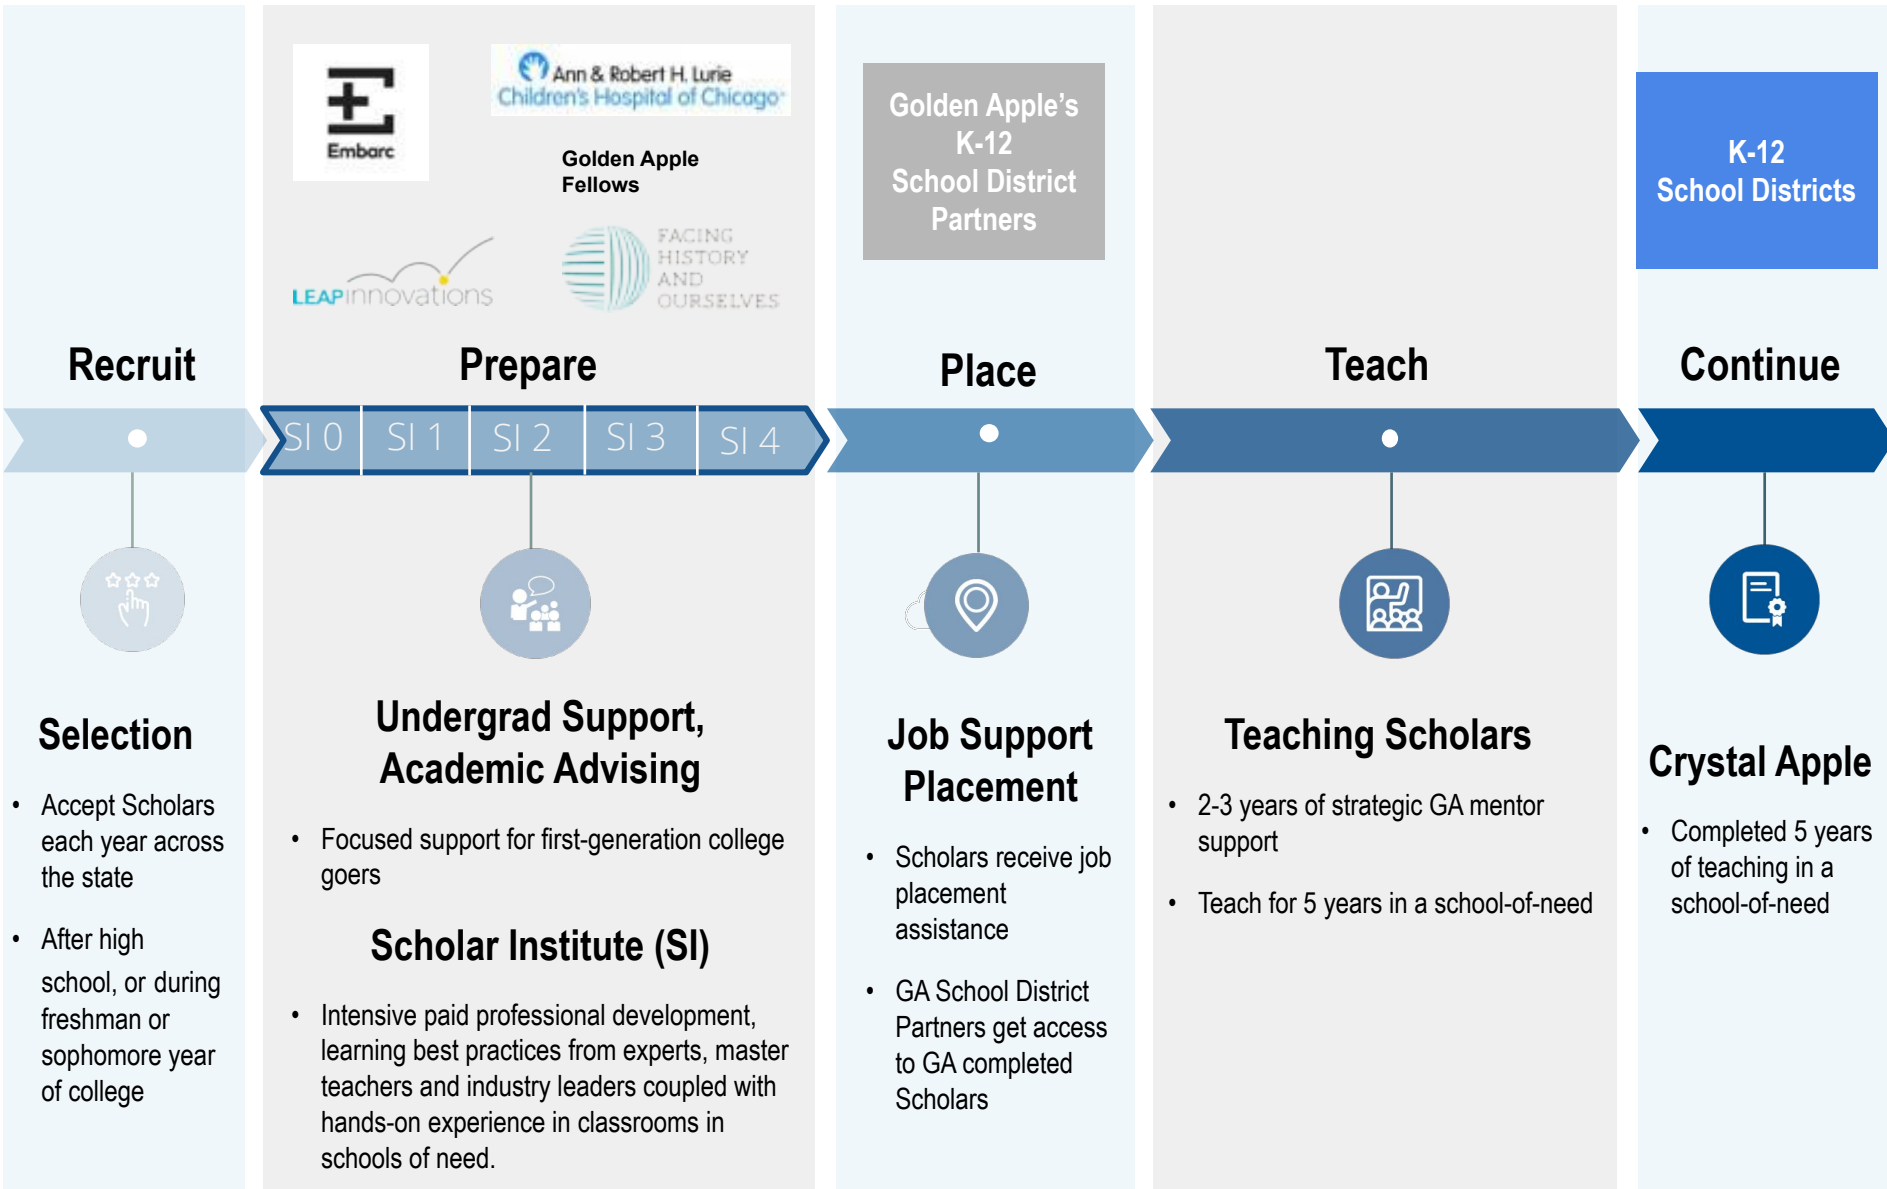 Embarc
Ann & Robert H. Lurie
Children's Hospital of Chicago
Golden Apple
Fellows
LEAPinnovations
FACING
HISTORY
AND
OURSELVES
Golden Apple's
K-12
School District
Partners
K-12
School Districts
Recruit
Prepare
Place
Teach
Continue
SI 0
SI 1
SI 2
SI 3
SI 4
Selection
• Accept Scholars
each year across
the state
• After high
school, or during
freshman or
sophomore year
of college
Undergrad Support,
Academic Advising
• Focused support for first-generation college
goers
Scholar Institute (SI)
• Intensive paid professional development,
learning best practices from experts, master
teachers and industry leaders coupled with
hands-on experience in classrooms in
schools of need.
Job Support
Placement
• Scholars receive job
placement
assistance
• GA School District
Partners get access
to GA completed
Scholars
Teaching Scholars
• 2-3 years of strategic GA mentor
support
• Teach for 5 years in a school-of-need
Crystal Apple
• Completed 5 years
of teaching in a
school-of-need